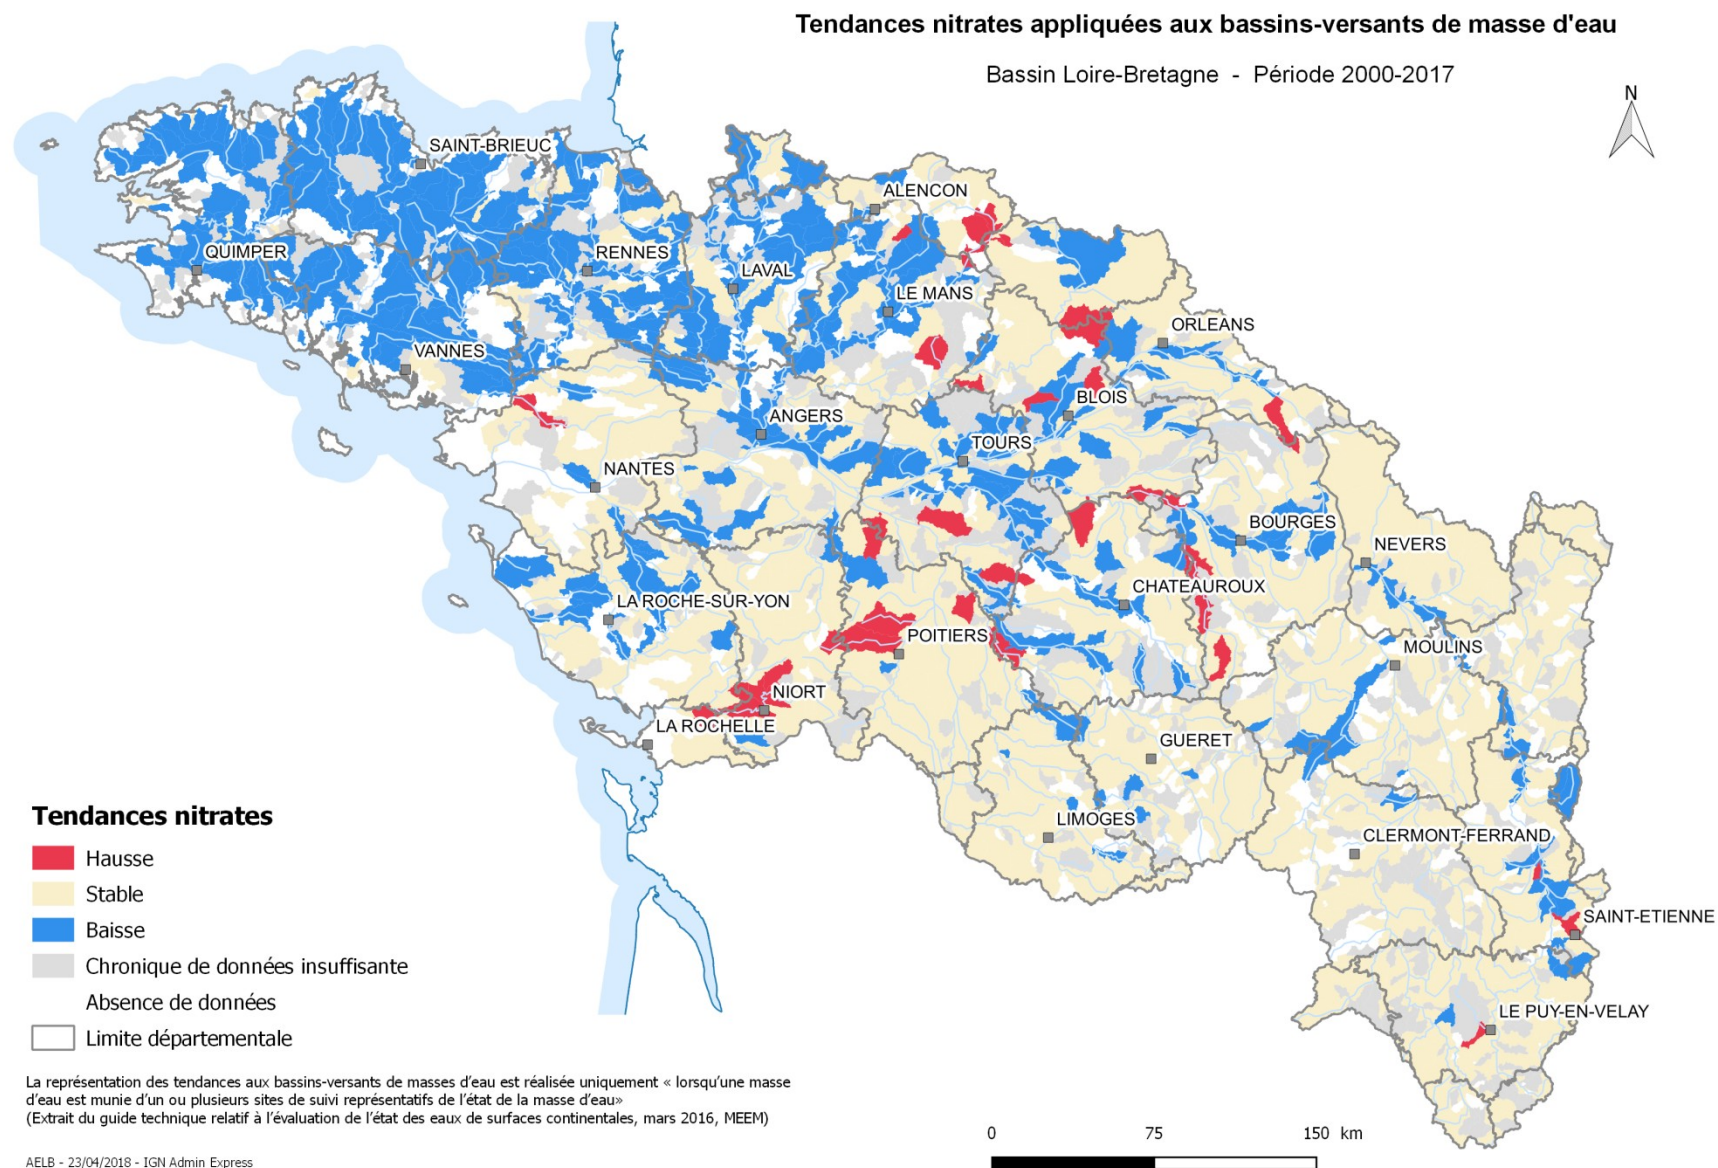 Tendances nitrates appliquées aux bassins-versants de masse d'eau
Bassin Loire-Bretagne - Période 2000-2017
N
SAINT-BRIEUC
ALENCON
QUIMPER
RENNES
LAVAL
LE MANS
ORLEANS
VANNES
BLOIS
ANGERS
TOURS
NANTES
BOURGES
NEVERS
CHATEAUROUX
LA ROCHE-SUR-YON
POITIERS
MOULINS
NIORT
LA ROCHELLE
GUERET
LIMOGES
CLERMONT-FERRAND
SAINT-ETIENNE
LE PUY-EN-VELAY
Tendances nitrates
Hausse
Stable
Baisse
Chronique de données insuffisante
Absence de données
Limite départementale
La représentation des tendances aux bassins-versants de masses d'eau est réalisée uniquement « lorsqu'une masse
d'eau est munie d'un ou plusieurs sites de suivi représentatifs de l'état de la masse d'eau»
(Extrait du guide technique relatif à l'évaluation de l'état des eaux de surfaces continentales, mars 2016, MEEM)
0 75 150 km
AELB - 23/04/2018 - IGN Admin Express